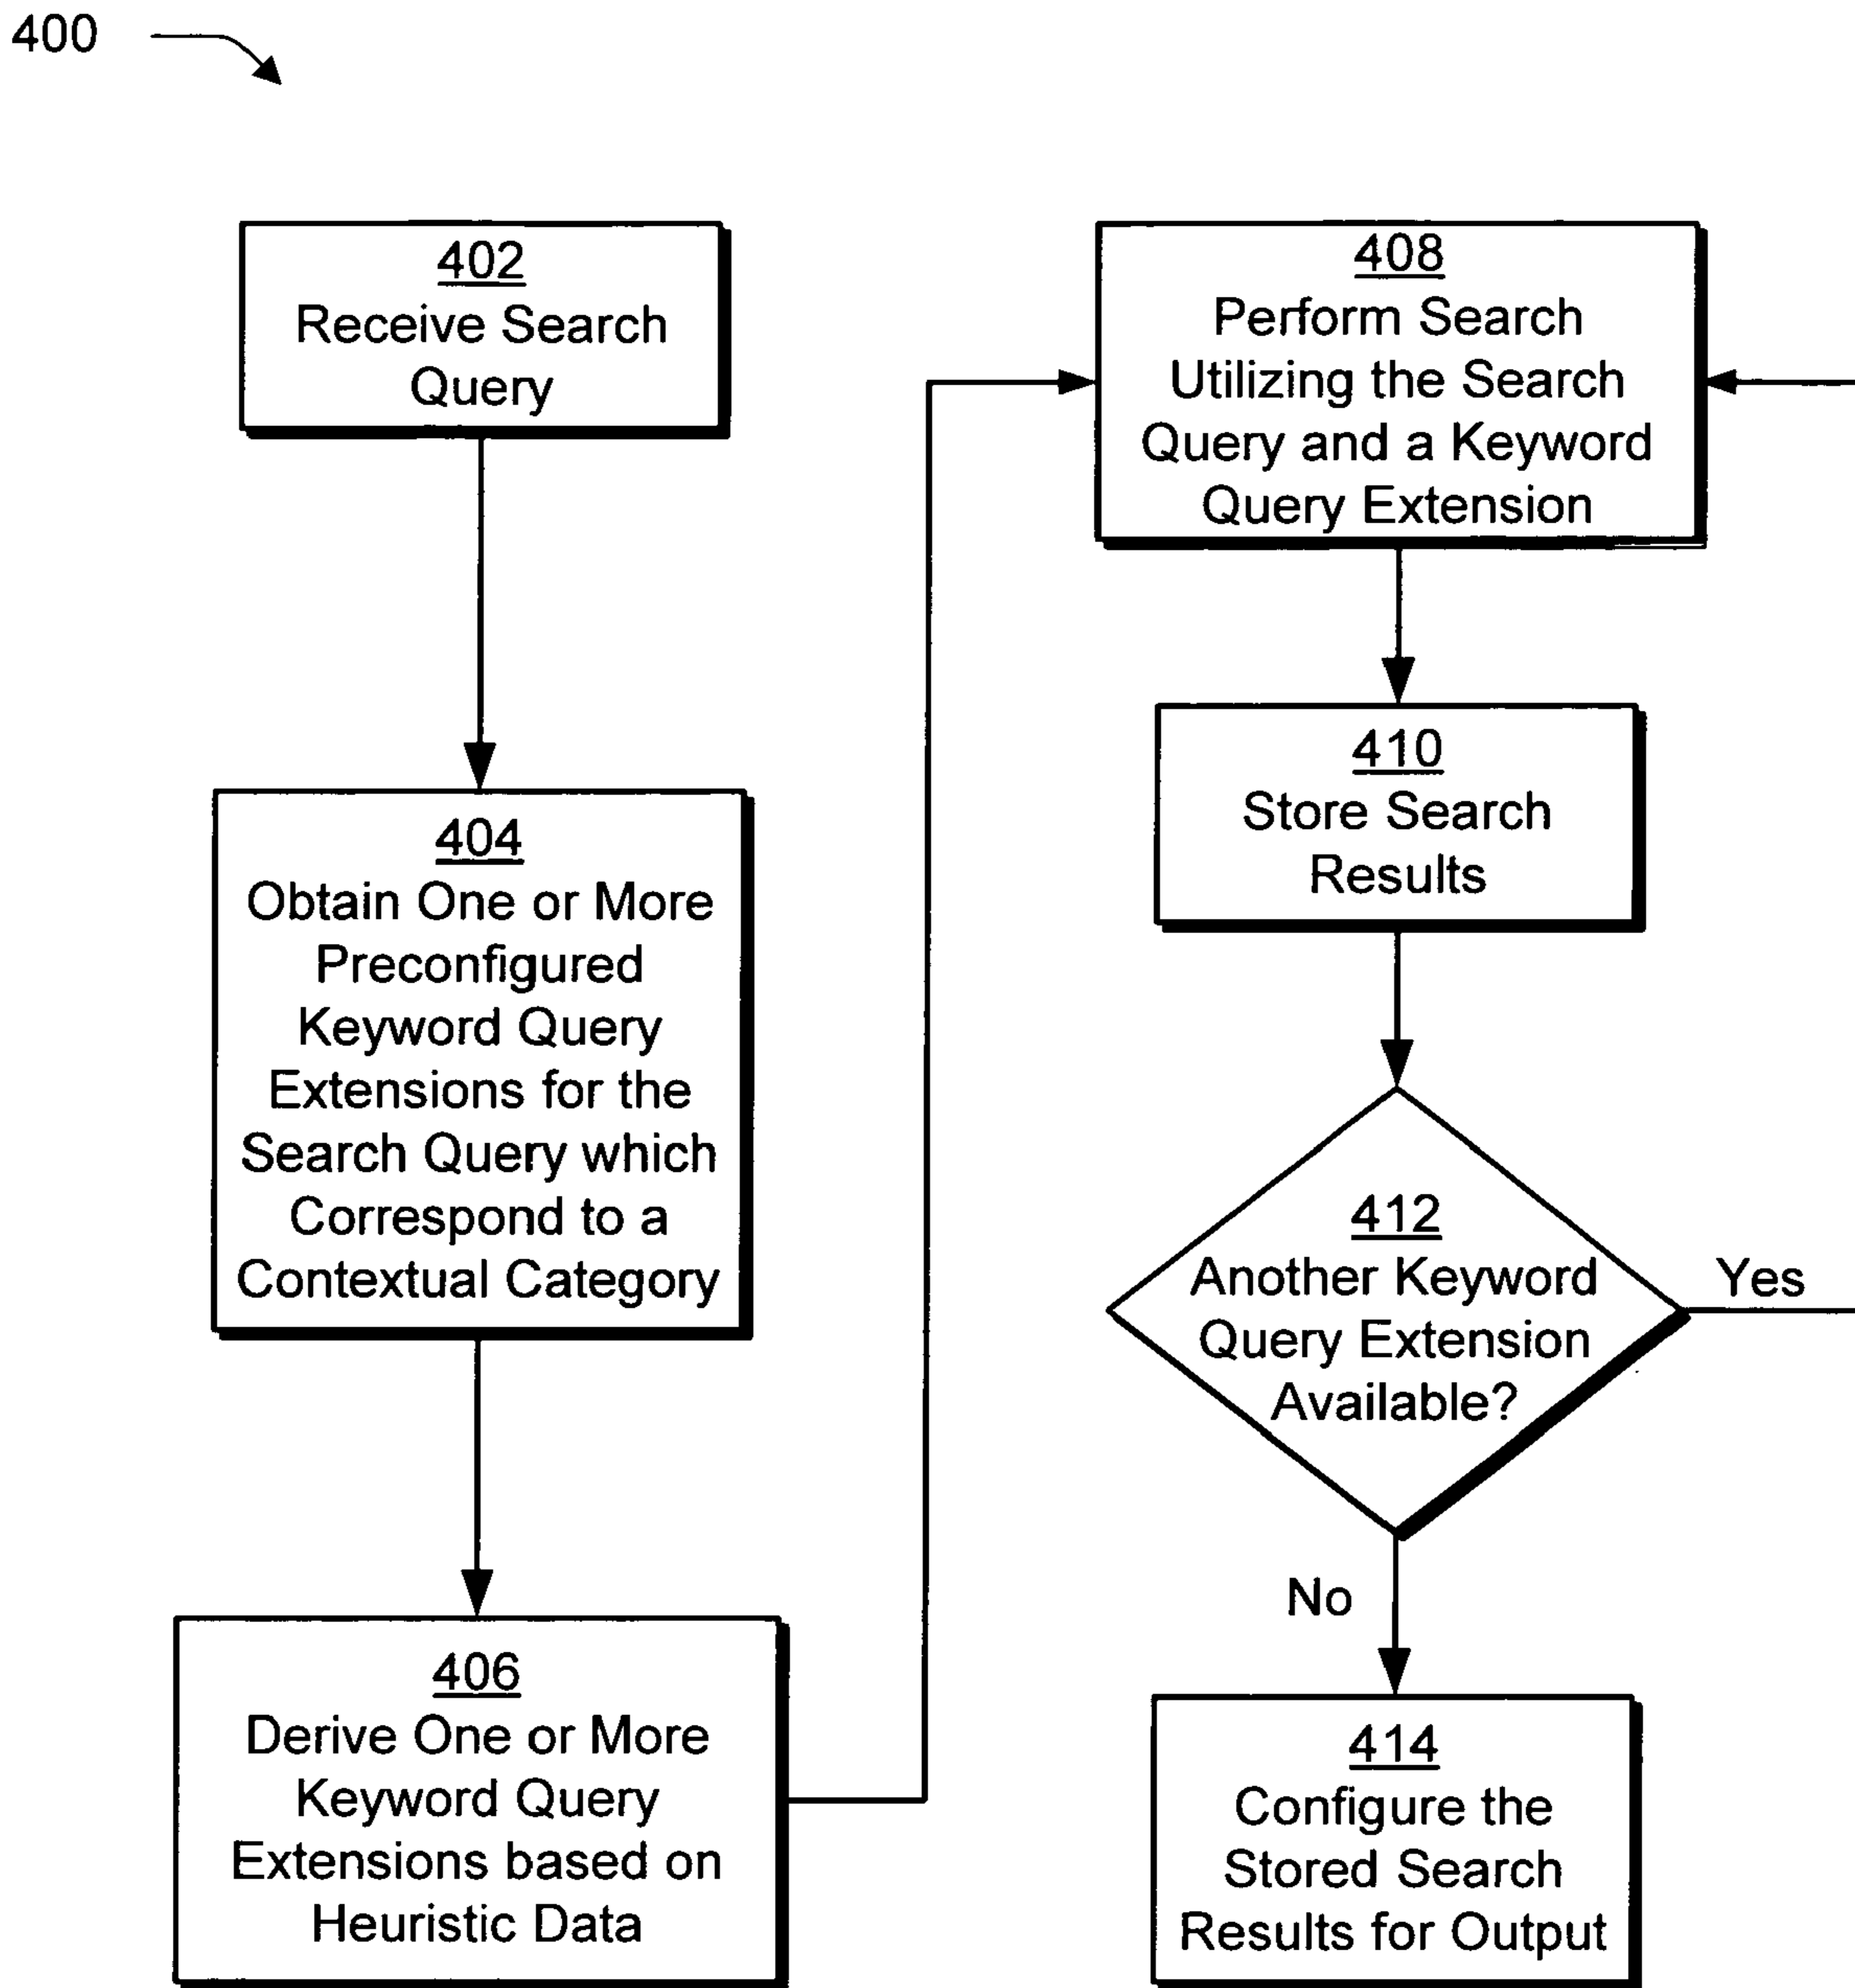 400
402
Receive Search
Query
404
Obtain One or More
Preconfigured
Keyword Query
Extensions for the
Search Query which
Correspond to a
Contextual Category
406
Derive One or More
Keyword Query
Extensions based on
Heuristic Data
408
Perform Search
Utilizing the Search
Query and a Keyword
Query Extension
410
Store Search
Results
412
Another Keyword
Query Extension
Available?
Yes
No
414
Configure the
Stored Search
Results for Output